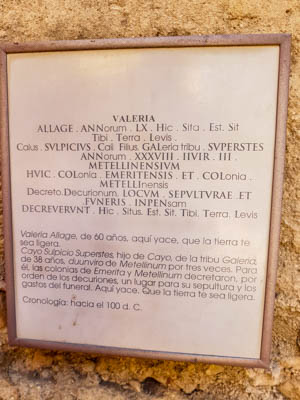 VALERIA
ALLAGE . ANNorum . LX . Hic . Sita . Est. Sit
Tibi . Terra . Levis .
Caius . SVLPICIVS . Caii . Filius. GALeria tribu . SVPERSTES
ANNorum . XXXVIII . IIVIR . III .
METELLINENSIVM
HVIC . COLonia . EMERITENSIS . ET . COLonia .
METELLInensis
Decreto.Decurionum. LOCVM . SEPVLTVRAE .ET
FVNERIS . INPENsam
DECREVERVNT . Hic . Situs. Est. Sit. Tibi. Terra. Levis
Valeria Allage, de 60 años, aquí yace, que la tierra te
sea ligera.
Cayo Sulpicio Superstes, hijo de Cayo, de la tribu Galeria,
de 38 años, duunviro de Metellinum por tres veces. Para
él, las colonias de Emerita y Metellinum decretaron, por
orden de los decuriones, un lugar para su sepultura y los
gastos del funeral. Aquí yace. Que la tierra te sea ligera.
Cronología: hacia el 100 d. C.